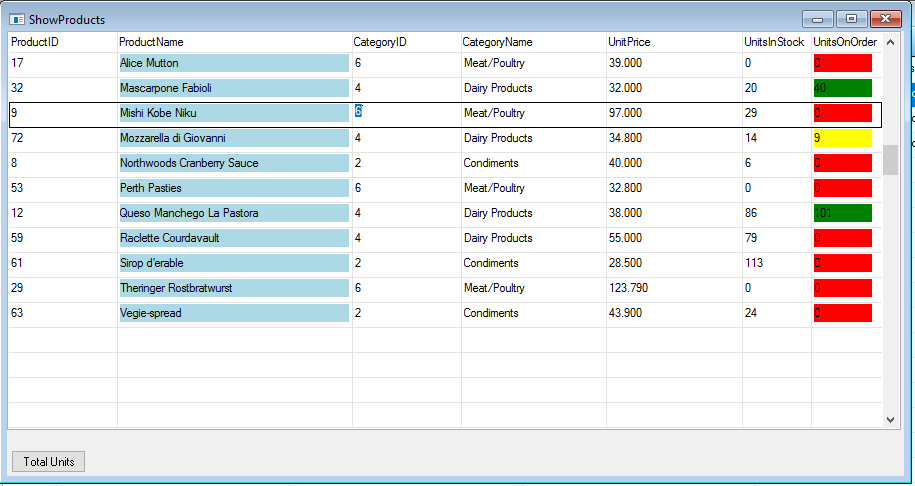 ShowProducts
ProductID ProductName CategoryID CategoryName UnitPrice UnitsInStock UnitsOnOrder
17 Alice Mutton 6 Meat/Poultry 39.000 0 0
32 Mascarpone Fabioli 4 Dairy Products 32.000 20 40
9 Mishi Kobe Niku 6 Meat/Poultry 97.000 29 0
72 Mozzarella di Giovanni 4 Dairy Products 34.800 14 9
8 Northwoods Cranberry Sauce 2 Condiments 40.000 6 0
53 Perth Pasties 6 Meat/Poultry 32.800 0 0
12 Queso Manchego La Pastora 4 Dairy Products 38.000 86 101
59 Raclette Courdavault 4 Dairy Products 55.000 79 0
61 Sirop d'erable 2 Condiments 28.500 113 0
29 Theringer Rostbratwurst 6 Meat/Poultry 123.790 0 0
63 Vegie-spread 2 Condiments 43.900 24 0
Total Units